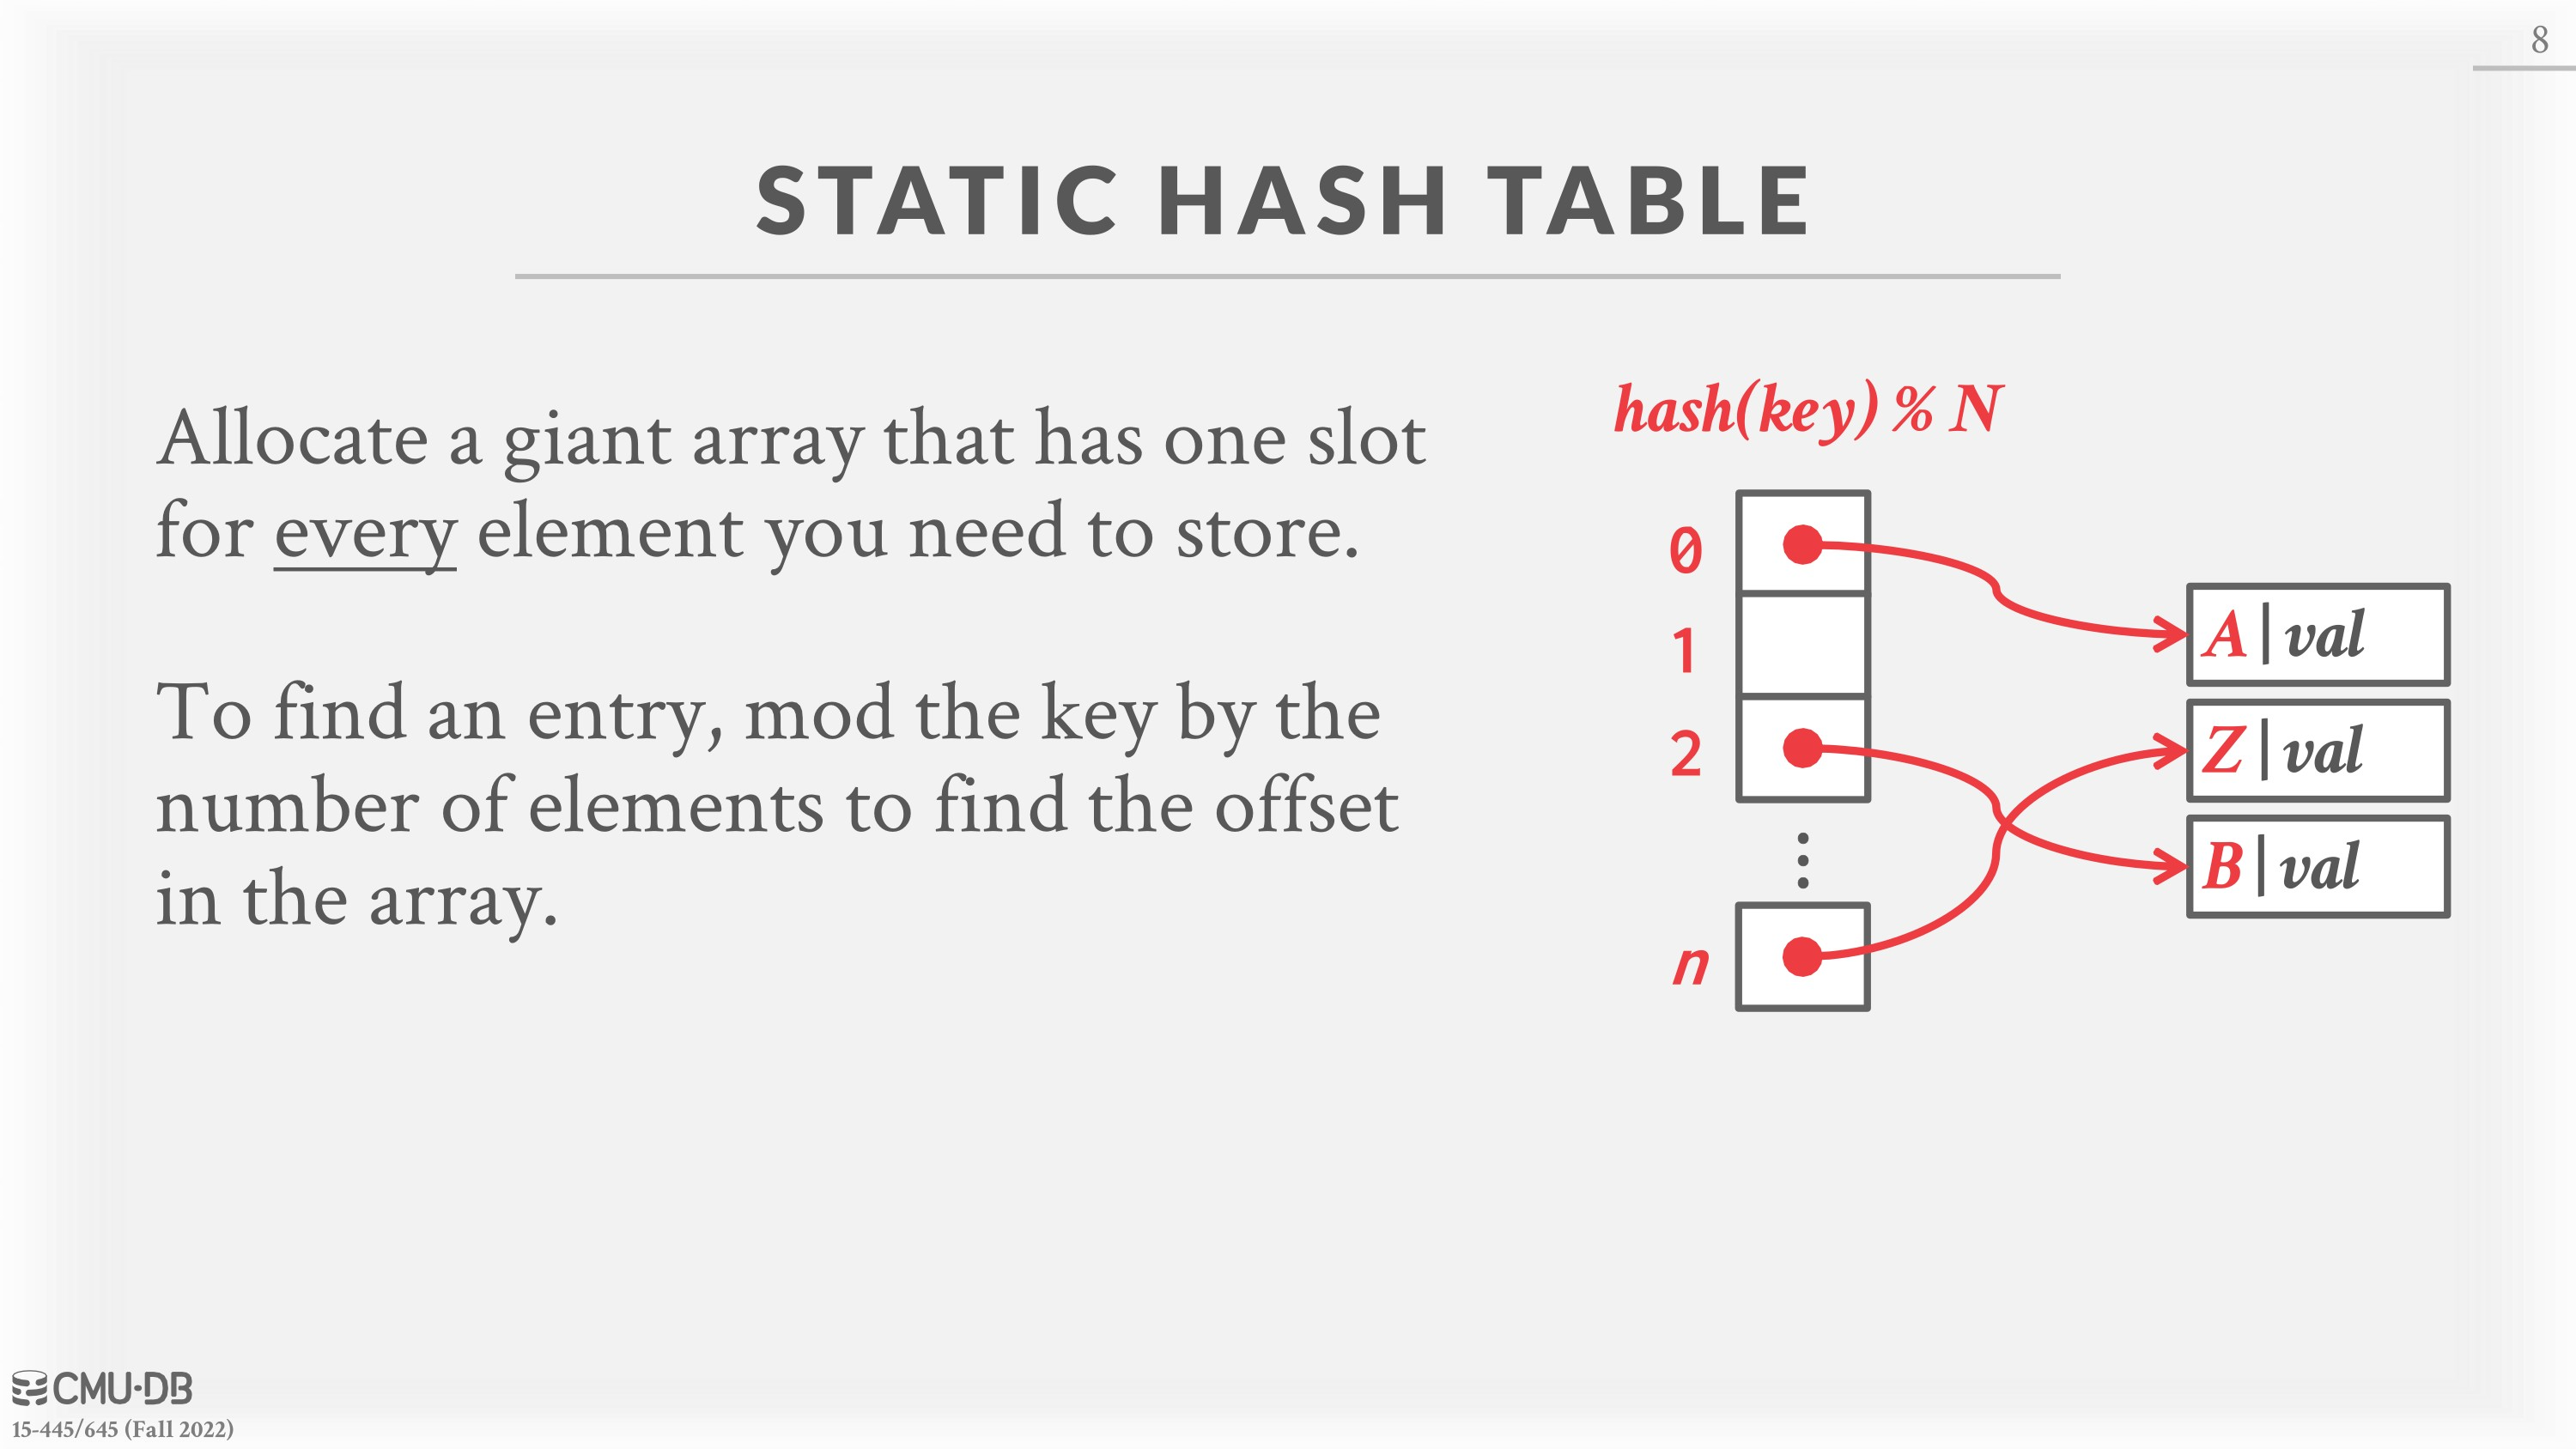 8
STATIC HASH TABLE
Allocate a giant array that has one slot
for every element you need to store.
To find an entry, mod the key by the
number of elements to find the offset
in the array.
hash(key) % N
0
1
2
⋮
n
A|val
Z|val
B|val
CMU·DB
15-445/645 (Fall 2022)